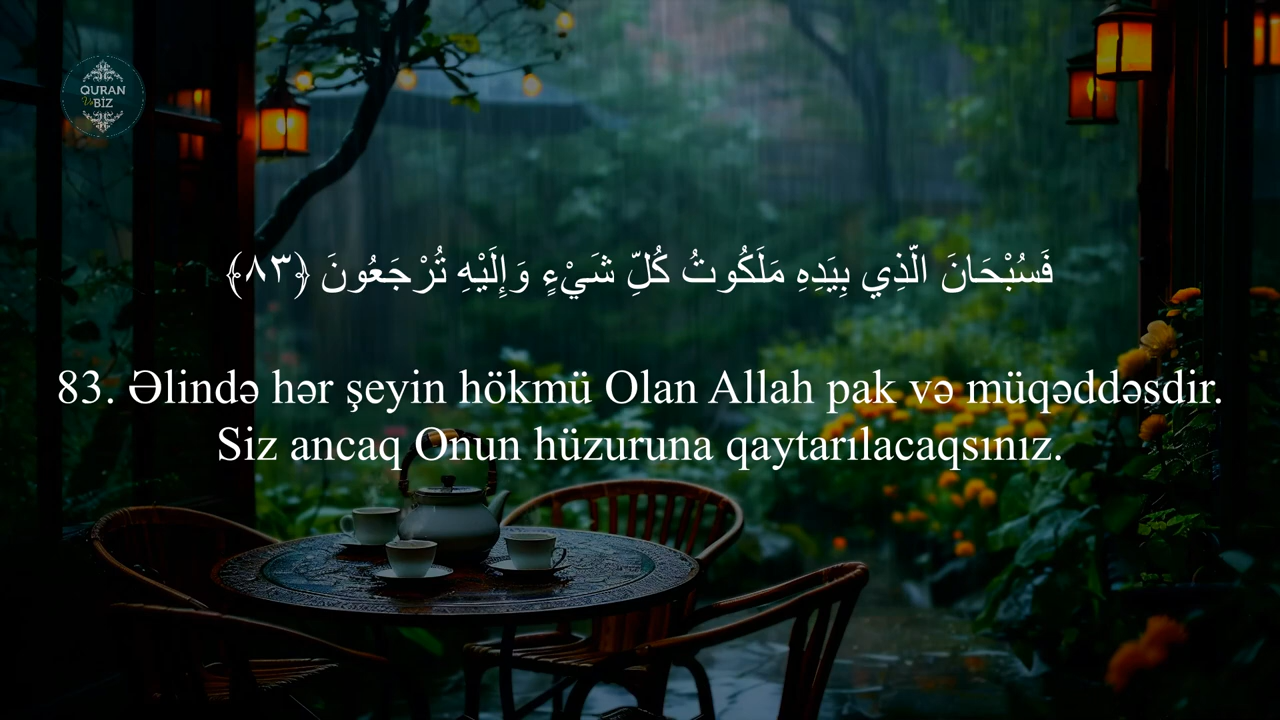 QURAN
Və
BİZ
فَسُبْحَانَ الَّذِي بِيَدِهِ مَلَكُوتُ كُلِّ شَيْءٍ وَإِلَيْهِ تُرْجَعُونَ ﴿٨٣﴾
83. Əlində hər şeyin hökmü Olan Allah pak və müqəddəsdir.
Siz ancaq Onun hüzuruna qaytarılacaqsınız.